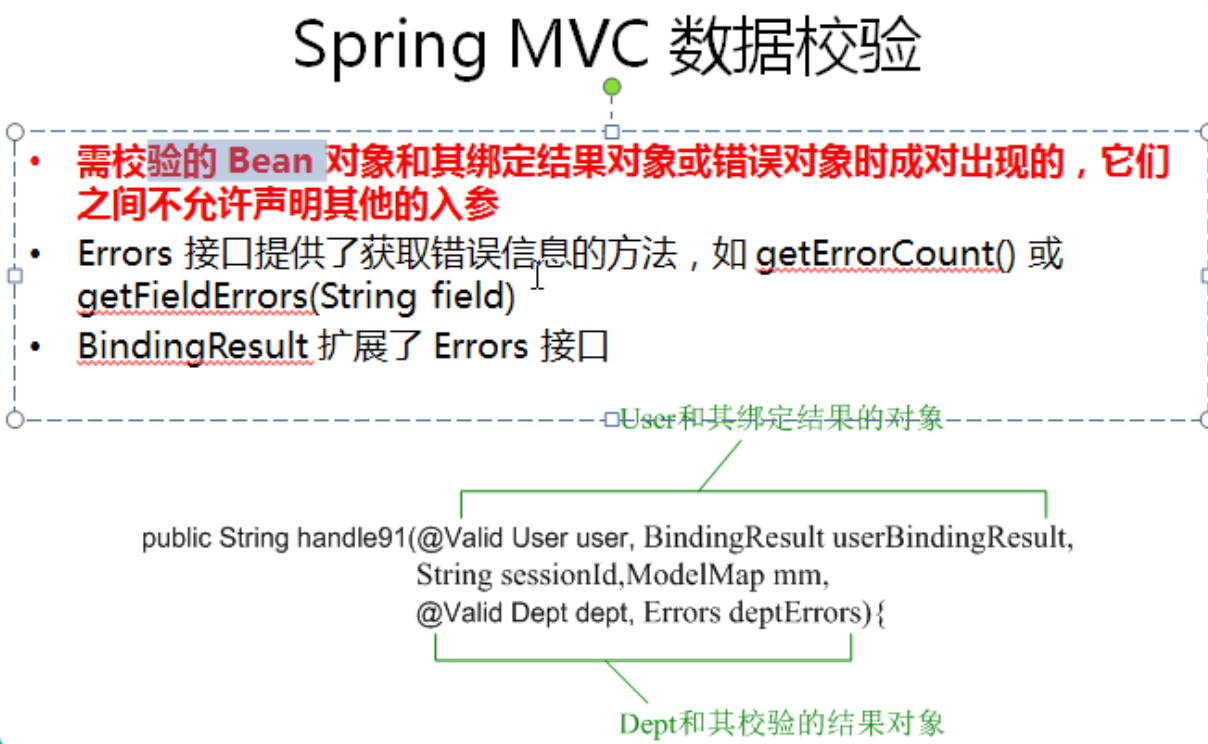 Spring MVC 数据校验
• 需校验的 Bean 对象和其绑定结果对象或错误对象时成对出现的，它们
之间不允许声明其他的入参
• Errors 接口提供了获取错误信息的方法，如 getErrorCount() 或
getFieldErrors(String field)
• BindingResult 扩展了 Errors 接口
User和其绑定结果的对象
public String handle91(@Valid User user, BindingResult userBindingResult,
String sessionId,ModelMap mm,
@Valid Dept dept, Errors deptErrors){
Dept和其校验的结果对象